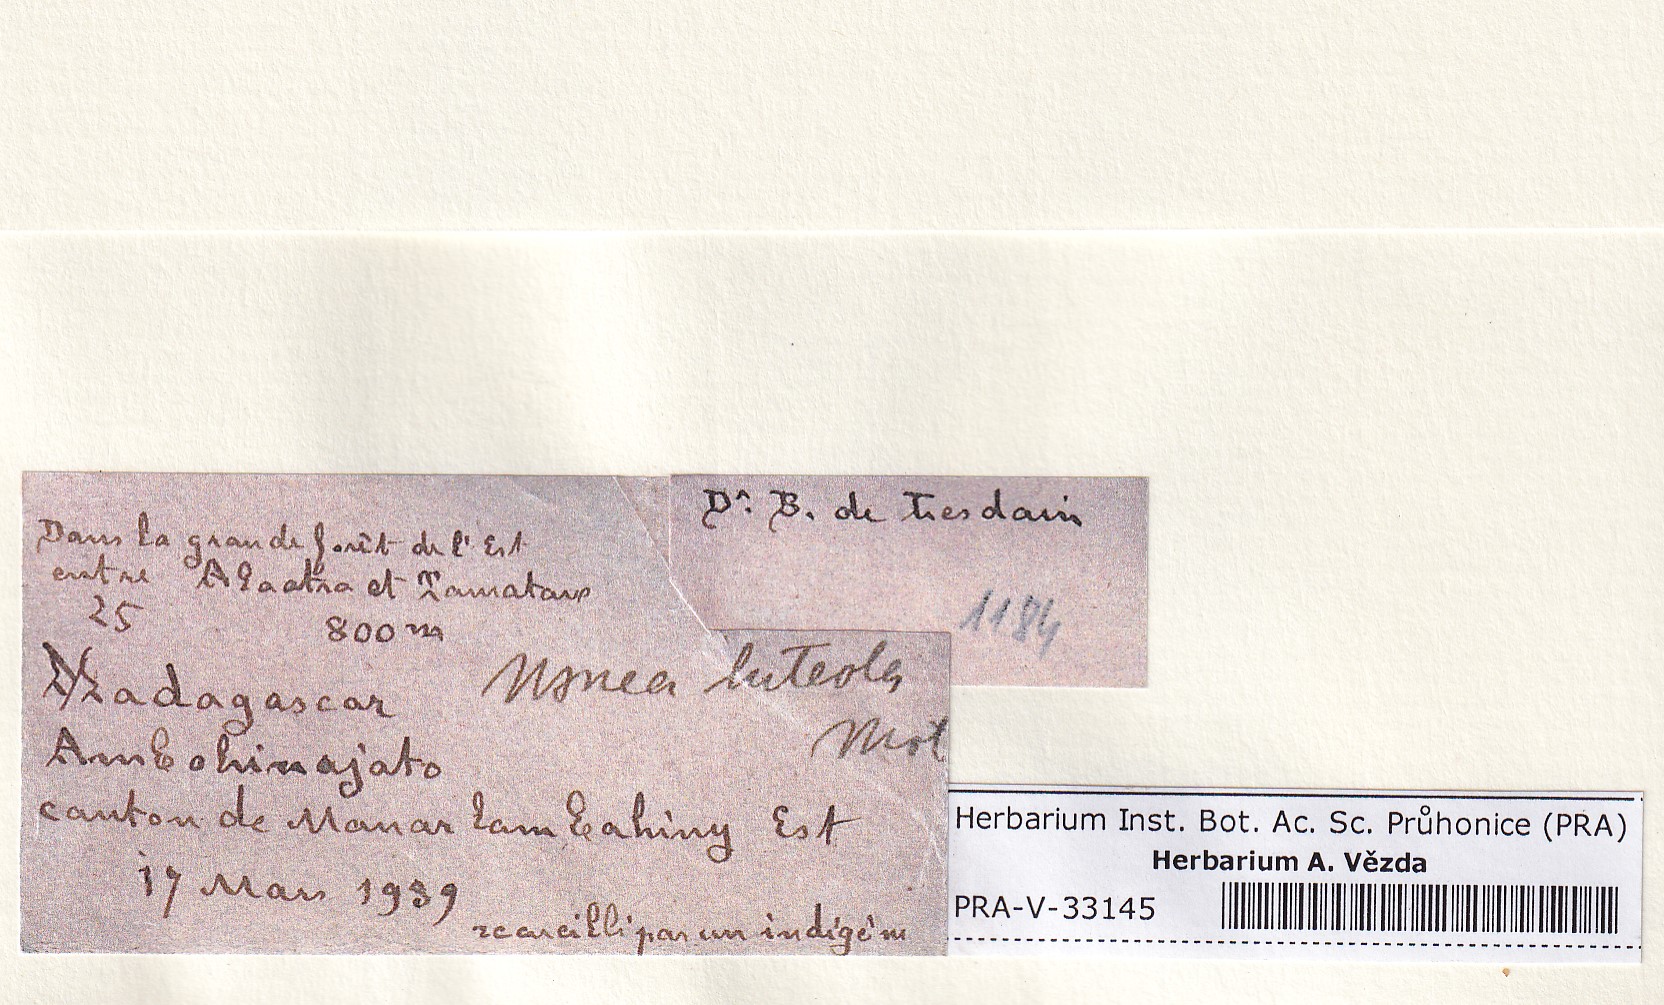 Dans la grande forêt de l'Est
entre Alaotra et Tamatave
25 800 m
Madagascar
Ambohinajato
canton de Manakambahiny Est
17 Mars 1939
recueilli par un indigène
Usnea luteola
Mot
Dr. B. de Lesdain
1184
Herbarium Inst. Bot. Ac. Sc. Průhonice (PRA)
Herbarium A. Vězda
PRA-V-33145